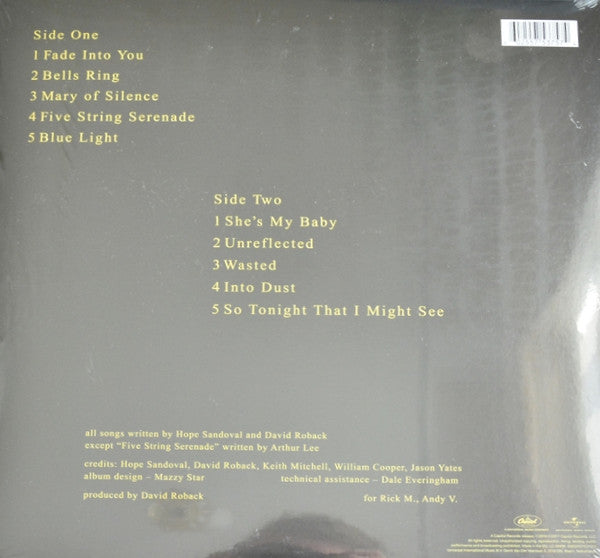 Side One
1 Fade Into You
2 Bells Ring
3 Mary of Silence
4 Five String Serenade
5 Blue Light
Side Two
1 She's My Baby
2 Unreflected
3 Wasted
4 Into Dust
5 So Tonight That I Might See
all songs written by Hope Sandoval and David Roback
except "Five String Serenade" written by Arthur Lee
credits: Hope Sandoval, David Roback, Keith Mitchell, William Cooper, Jason Yates
album design – Mazzy Star technical assistance – Dale Everingham
produced by David Roback for Rick M., Andy V.
Capitol